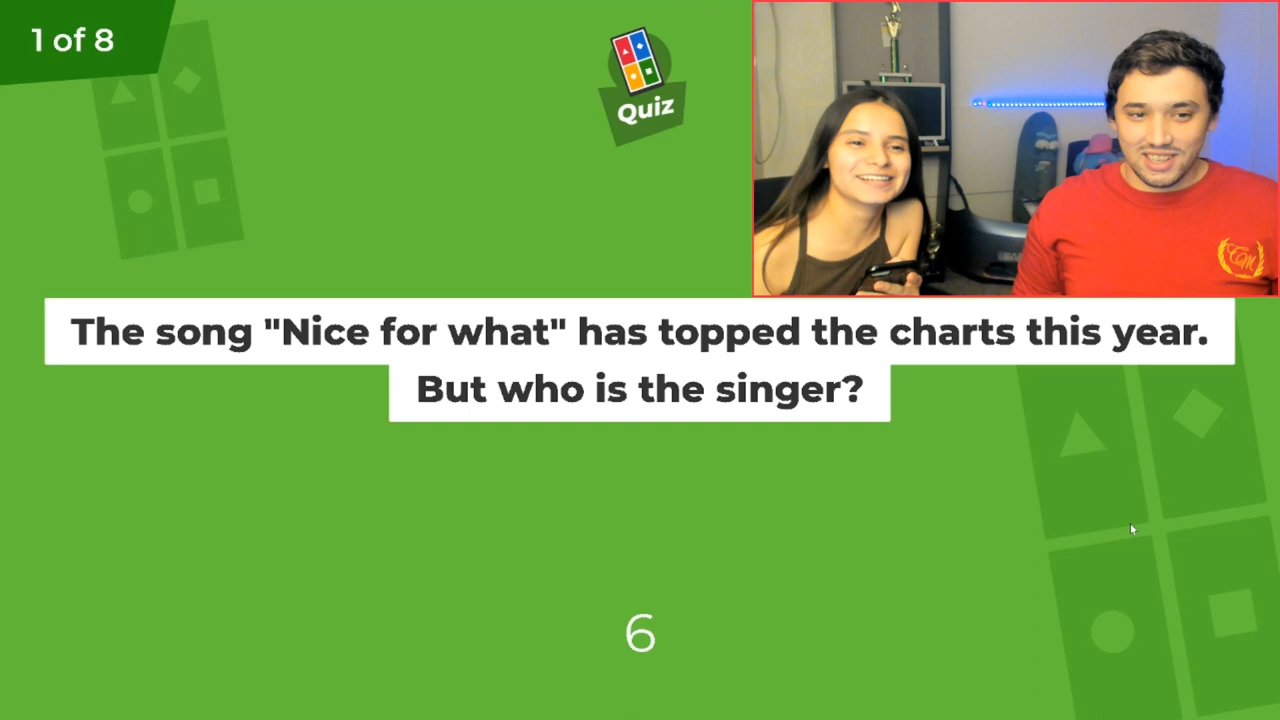 1 of 8
Quiz
The song "Nice for what" has topped the charts this year.
But who is the singer?
6